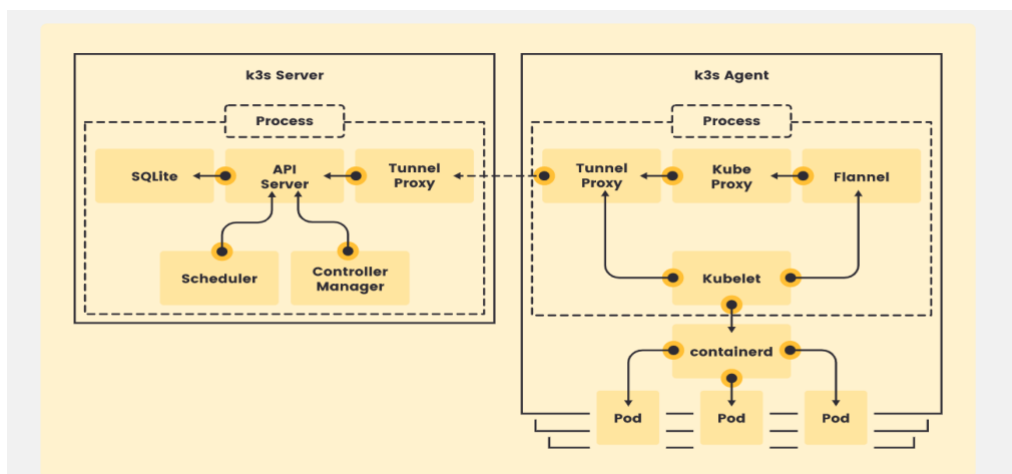 k3s Server
Process
SQLite
API
Server
Tunnel
Proxy
Scheduler
Controller
Manager
k3s Agent
Process
Tunnel
Proxy
Kube
Proxy
Flannel
Kubelet
containerd
Pod
Pod
Pod